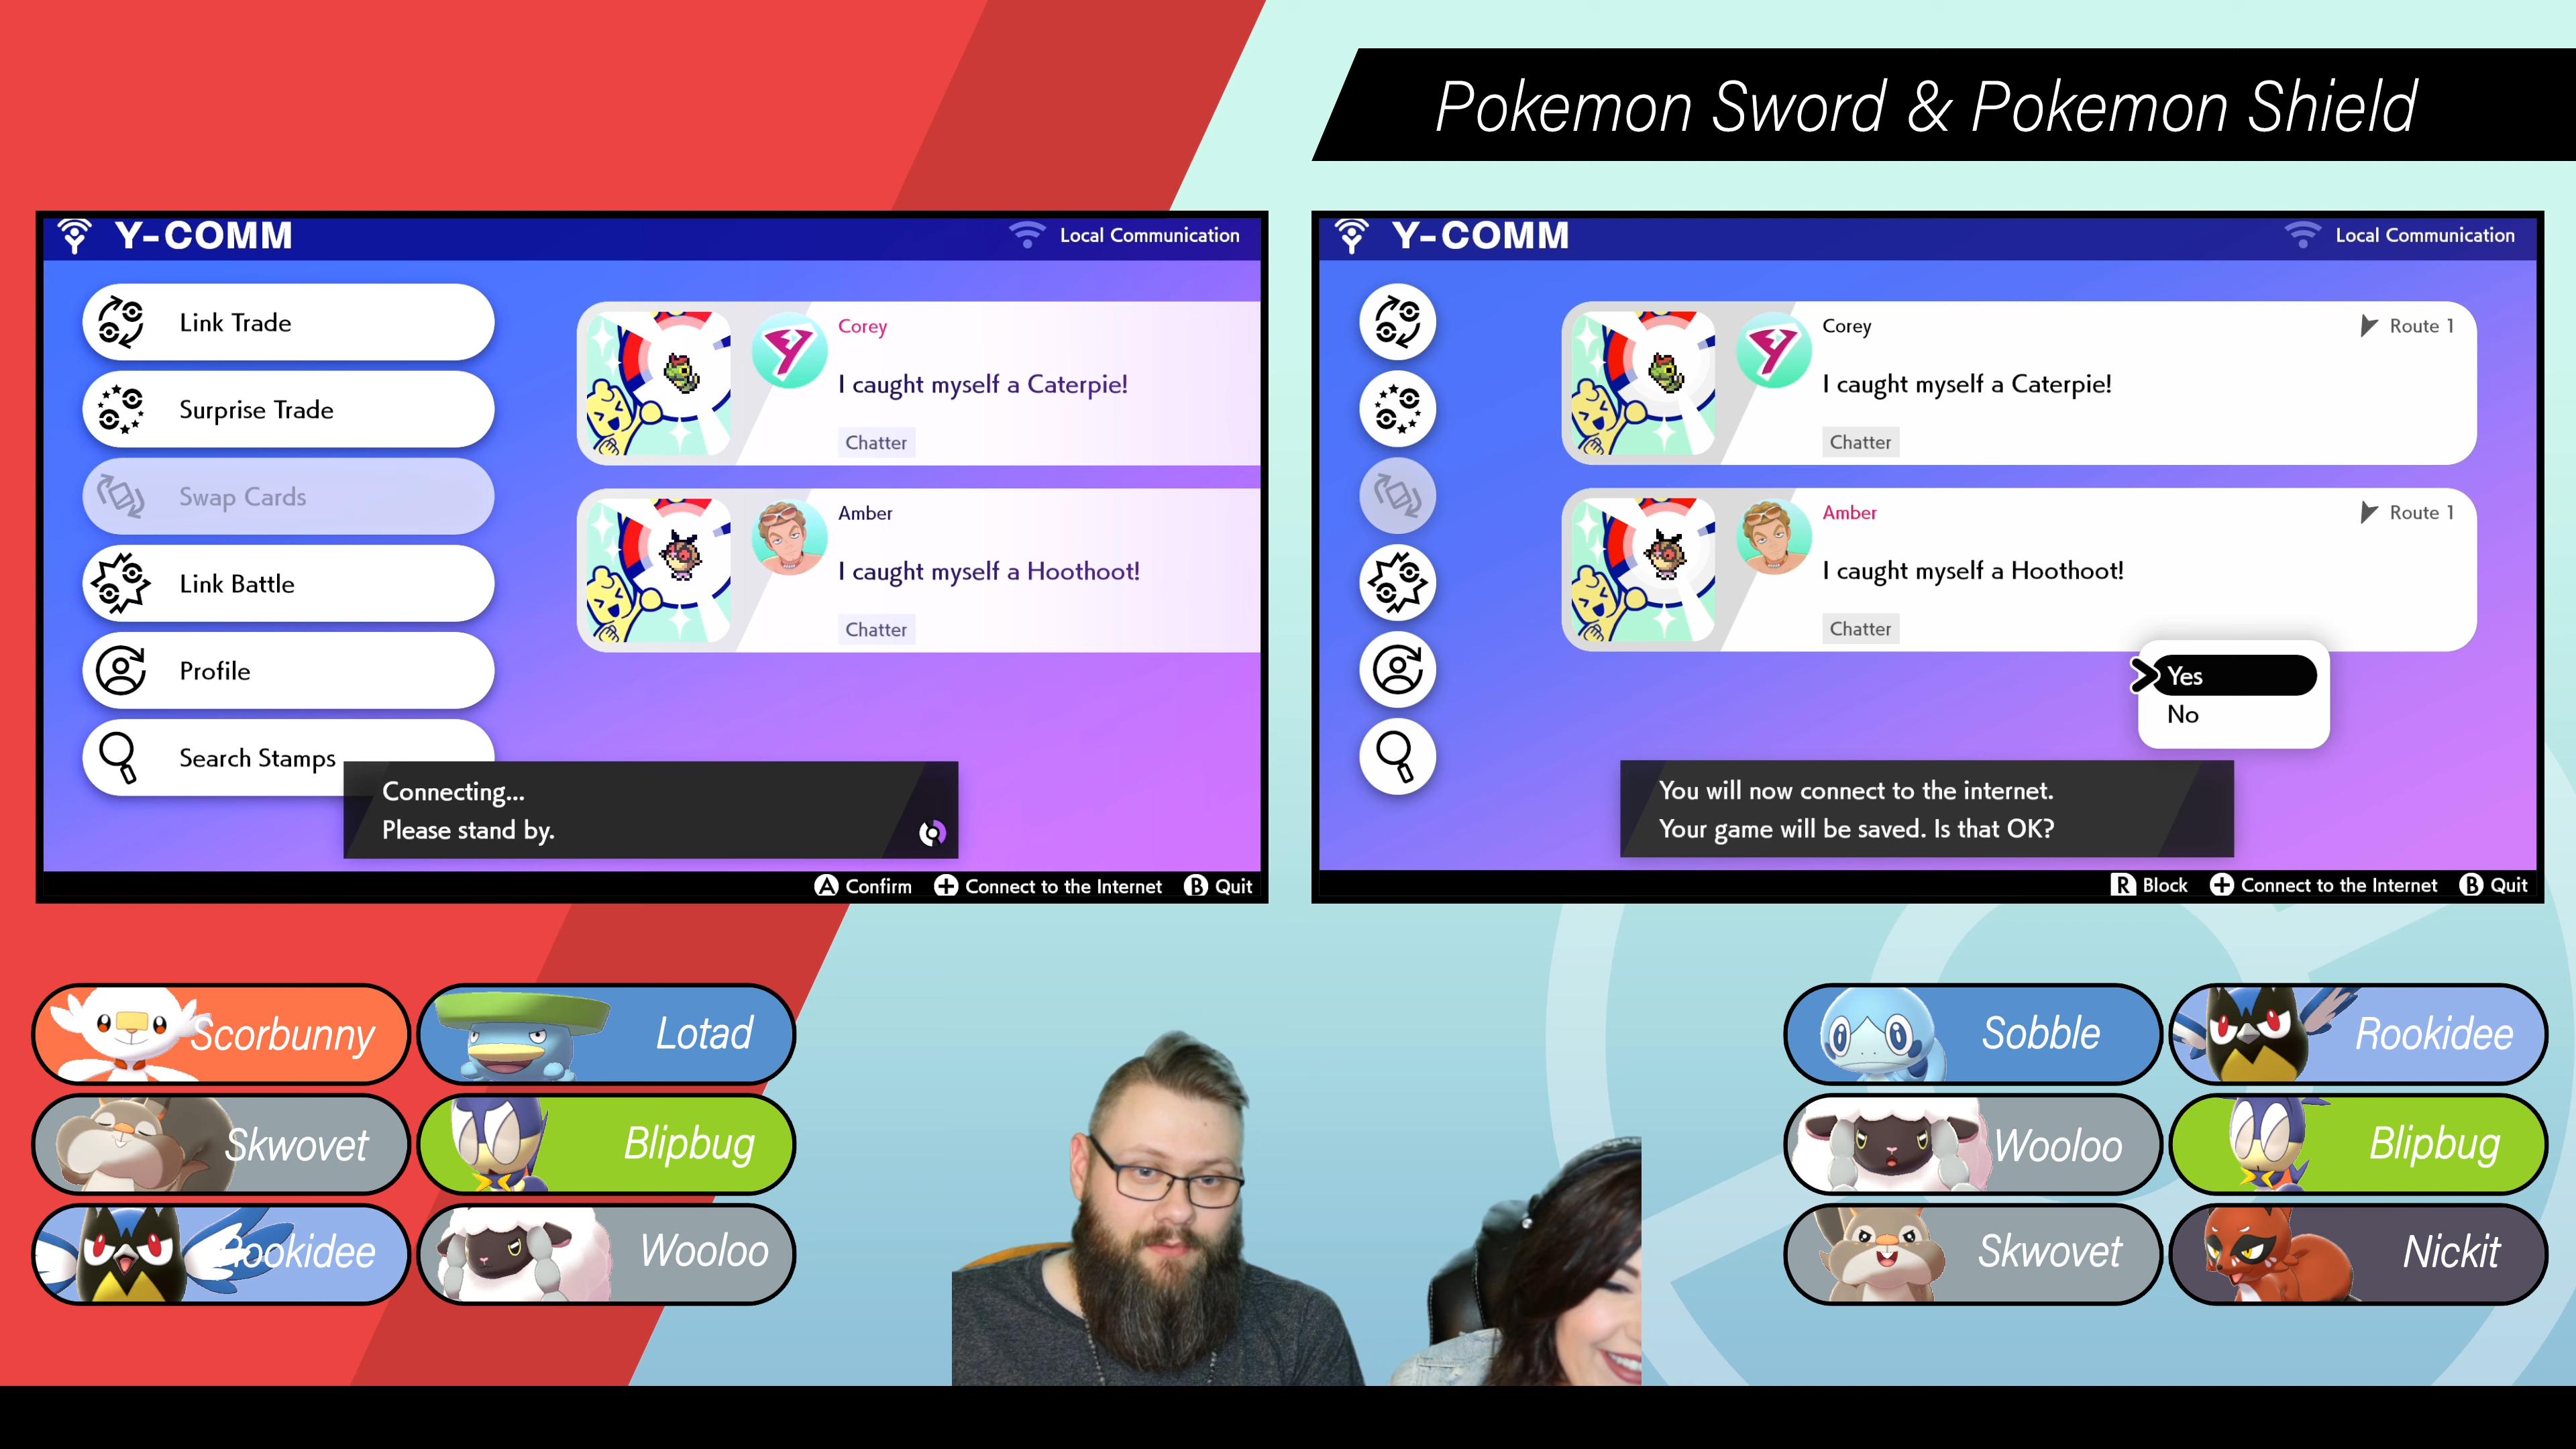 Pokemon Sword & Pokemon Shield
Y-COMM
Local Communication
Link Trade
Surprise Trade
Swap Cards
Link Battle
Profile
Search Stamps
Corey
I caught myself a Caterpie!
Chatter
Amber
I caught myself a Hoothoot!
Chatter
Connecting...
Please stand by.
A Confirm + Connect to the Internet B Quit
Y-COMM
Local Communication
Corey
Route 1
I caught myself a Caterpie!
Chatter
Amber
Route 1
I caught myself a Hoothoot!
Chatter
Yes
No
You will now connect to the internet.
Your game will be saved. Is that OK?
R Block + Connect to the Internet B Quit
Scorbunny
Lotad
Skwovet
Blipbug
Rookidee
Wooloo
Sobble
Rookidee
Wooloo
Blipbug
Skwovet
Nickit